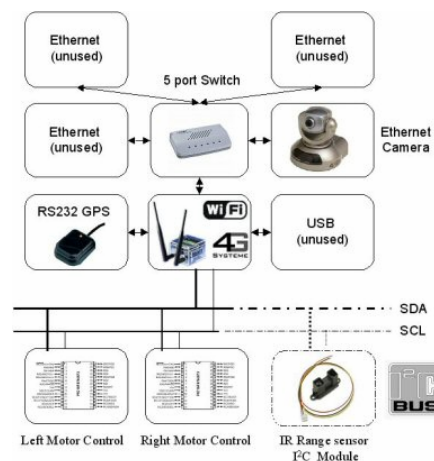 Ethernet
(unused)
Ethernet
(unused)
5 port Switch
Ethernet
(unused)
Ethernet
Camera
RS232 GPS
WiFi
4G
SYSTEME
USB
(unused)
SDA
SCL
I²C
BUS
Left Motor Control
Right Motor Control
IR Range sensor
I²C Module